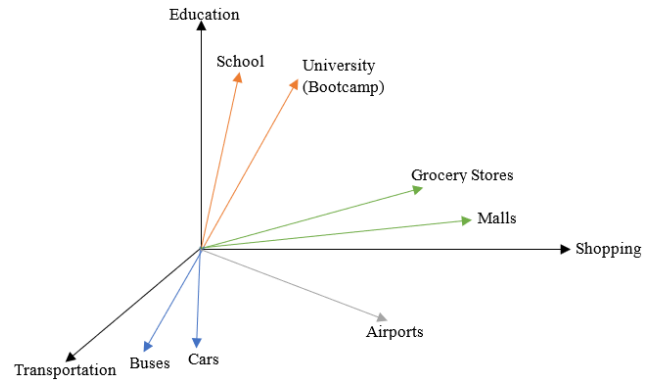 Education
School
University
(Bootcamp)
Grocery Stores
Malls
Shopping
Airports
Buses
Cars
Transportation